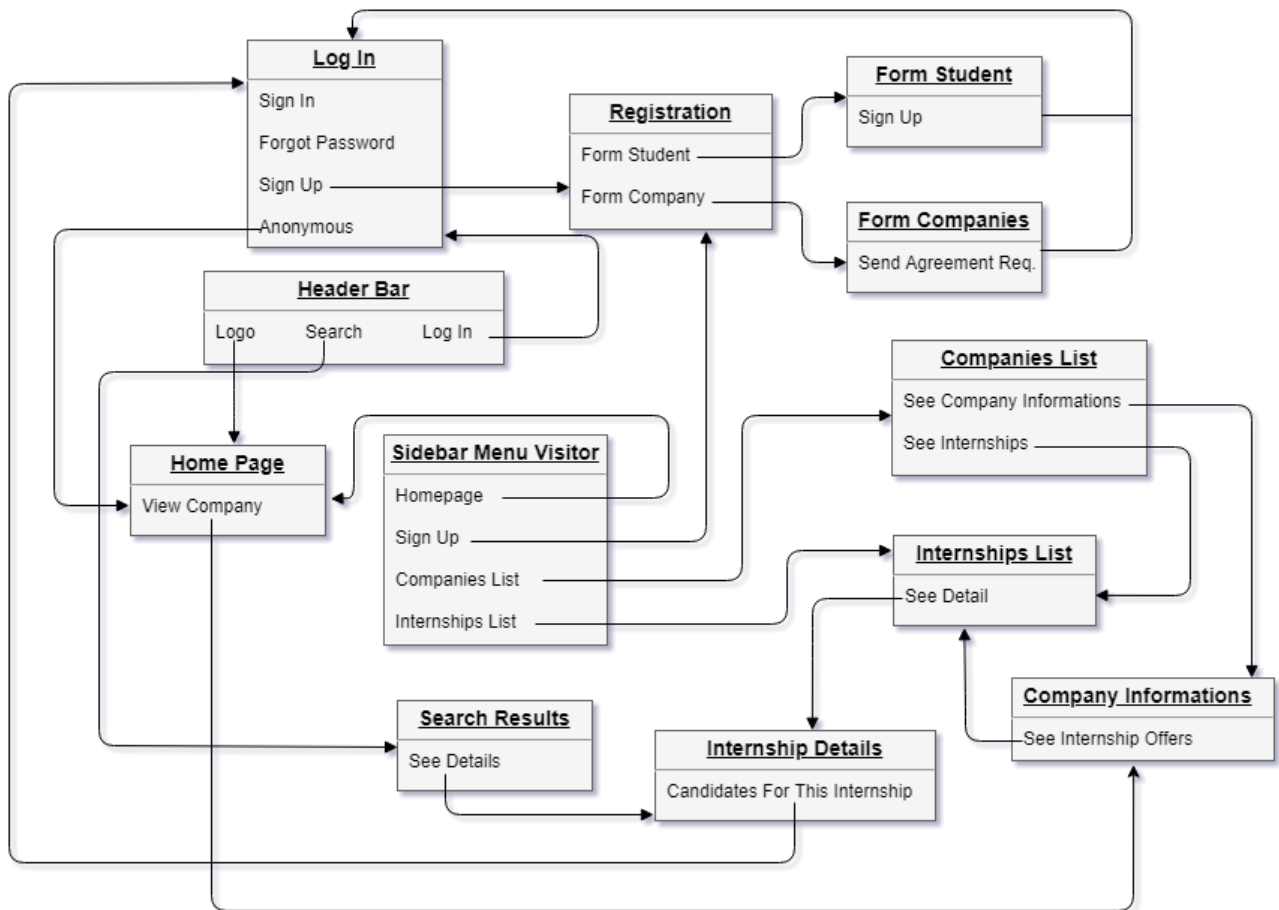 Log In
Sign In
Forgot Password
Sign Up
Anonymous
Registration
Form Student
Form Company
Form Student
Sign Up
Form Companies
Send Agreement Req.
Header Bar
Logo Search Log In
Companies List
See Company Informations
See Internships
Home Page
View Company
Sidebar Menu Visitor
Homepage
Sign Up
Companies List
Internships List
Internships List
See Detail
Company Informations
See Internship Offers
Search Results
See Details
Internship Details
Candidates For This Internship